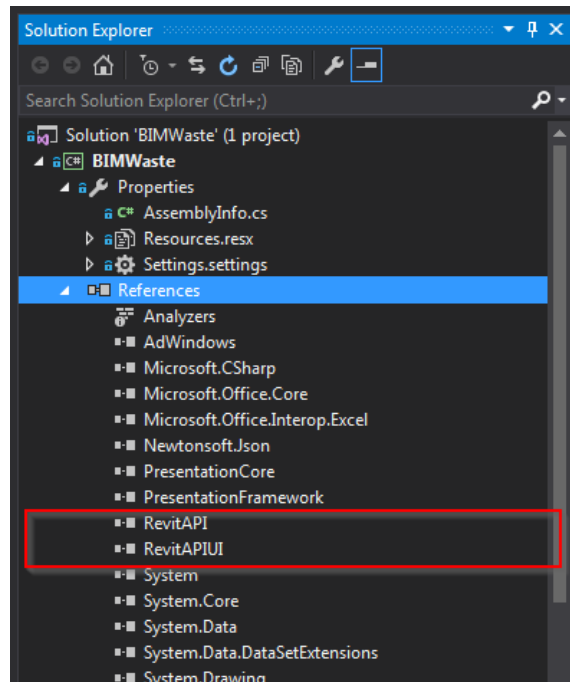 Solution Explorer
Search Solution Explorer (Ctrl+;)
Solution 'BIMWaste' (1 project)
C# BIMWaste
Properties
C# AssemblyInfo.cs
Resources.resx
Settings.settings
References
Analyzers
AdWindows
Microsoft.CSharp
Microsoft.Office.Core
Microsoft.Office.Interop.Excel
Newtonsoft.Json
PresentationCore
PresentationFramework
RevitAPI
RevitAPIUI
System
System.Core
System.Data
System.Data.DataSetExtensions
System.Drawing